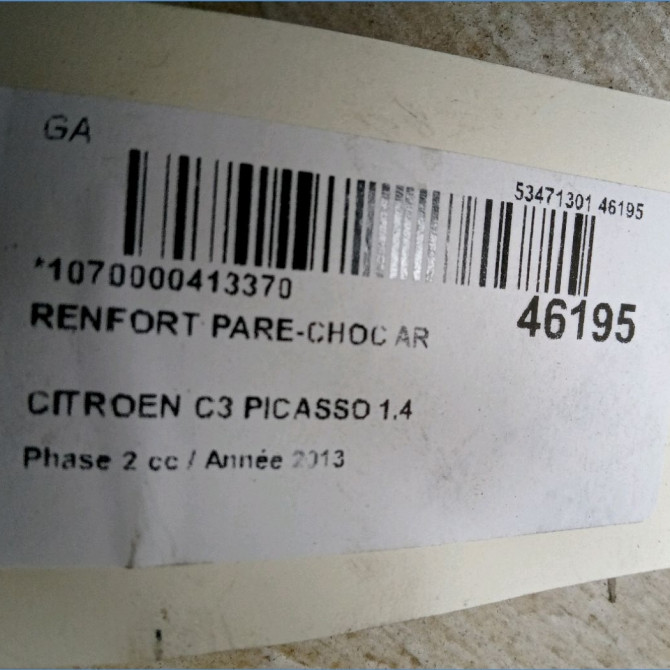 GA
53471301 46195
*1070000413370
46195
RENFORT PARE-CHOC AR
CITROEN C3 PICASSO 1.4
Phase 2 cc / Année 2013